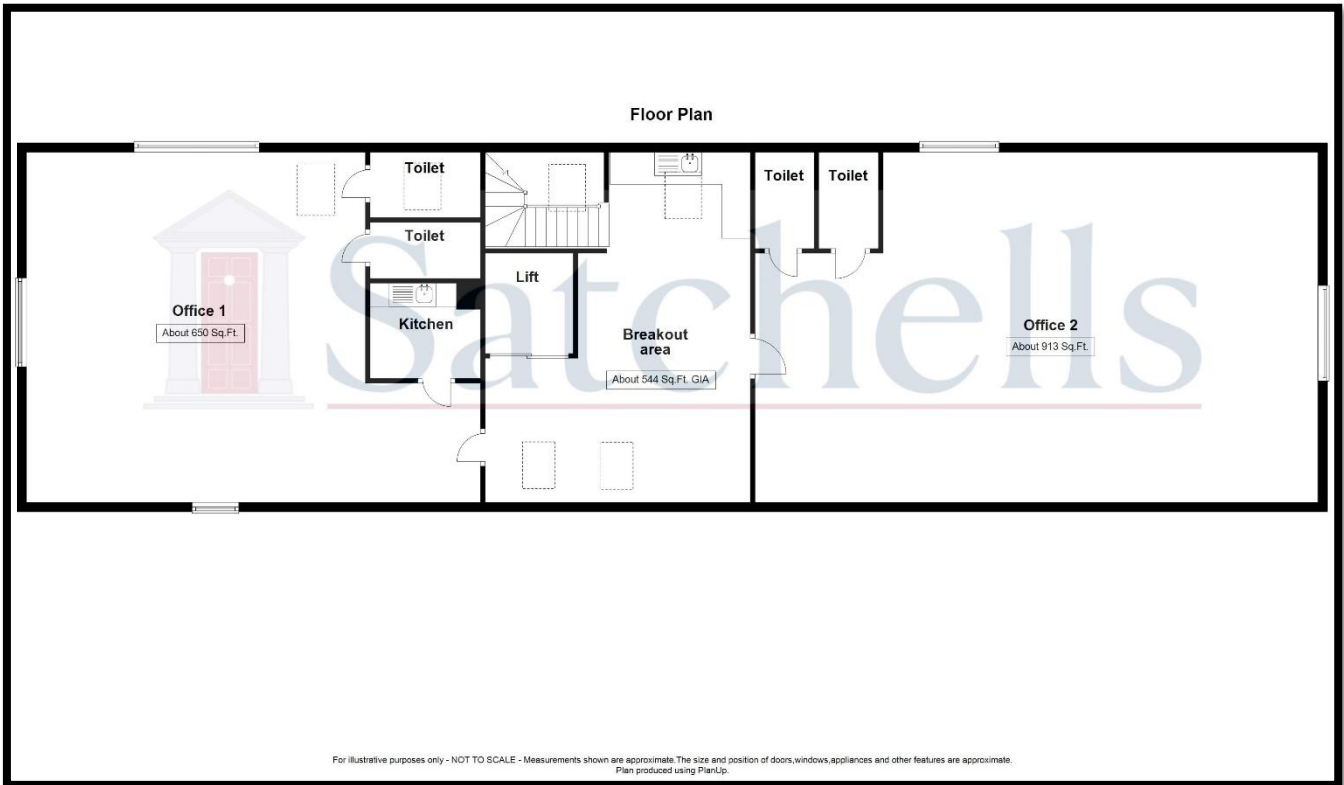 Floor Plan
Toilet
Toilet
Toilet
Toilet
Lift
Office 1
About 650 Sq.Ft.
Kitchen
Breakout
area
About 544 Sq.Ft. GIA
Office 2
About 913 Sq.Ft.
Satchells
For illustrative purposes only - NOT TO SCALE - Measurements shown are approximate.The size and position of doors,windows,appliances and other features are approximate.
Plan produced using PlanUp.